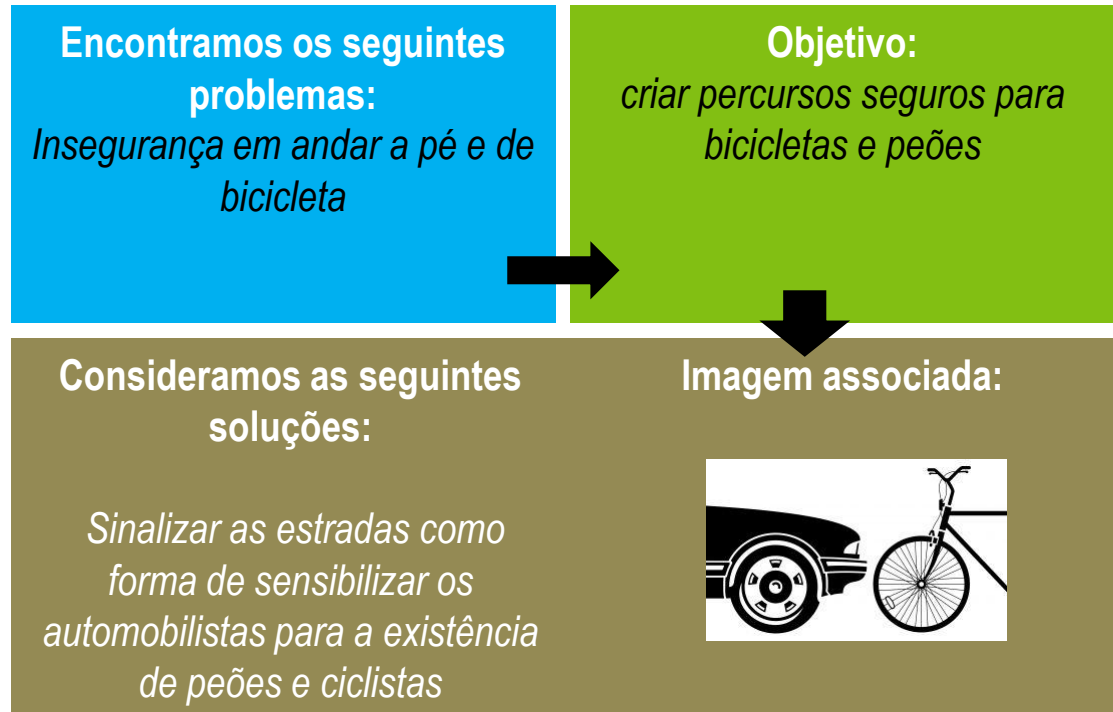 Encontramos os seguintes
problemas:
Insegurança em andar a pé e de
bicicleta
Objetivo:
criar percursos seguros para
bicicletas e peões
Consideramos as seguintes
soluções:
Sinalizar as estradas como
forma de sensibilizar os
automobilistas para a existência
de peões e ciclistas
Imagem associada: